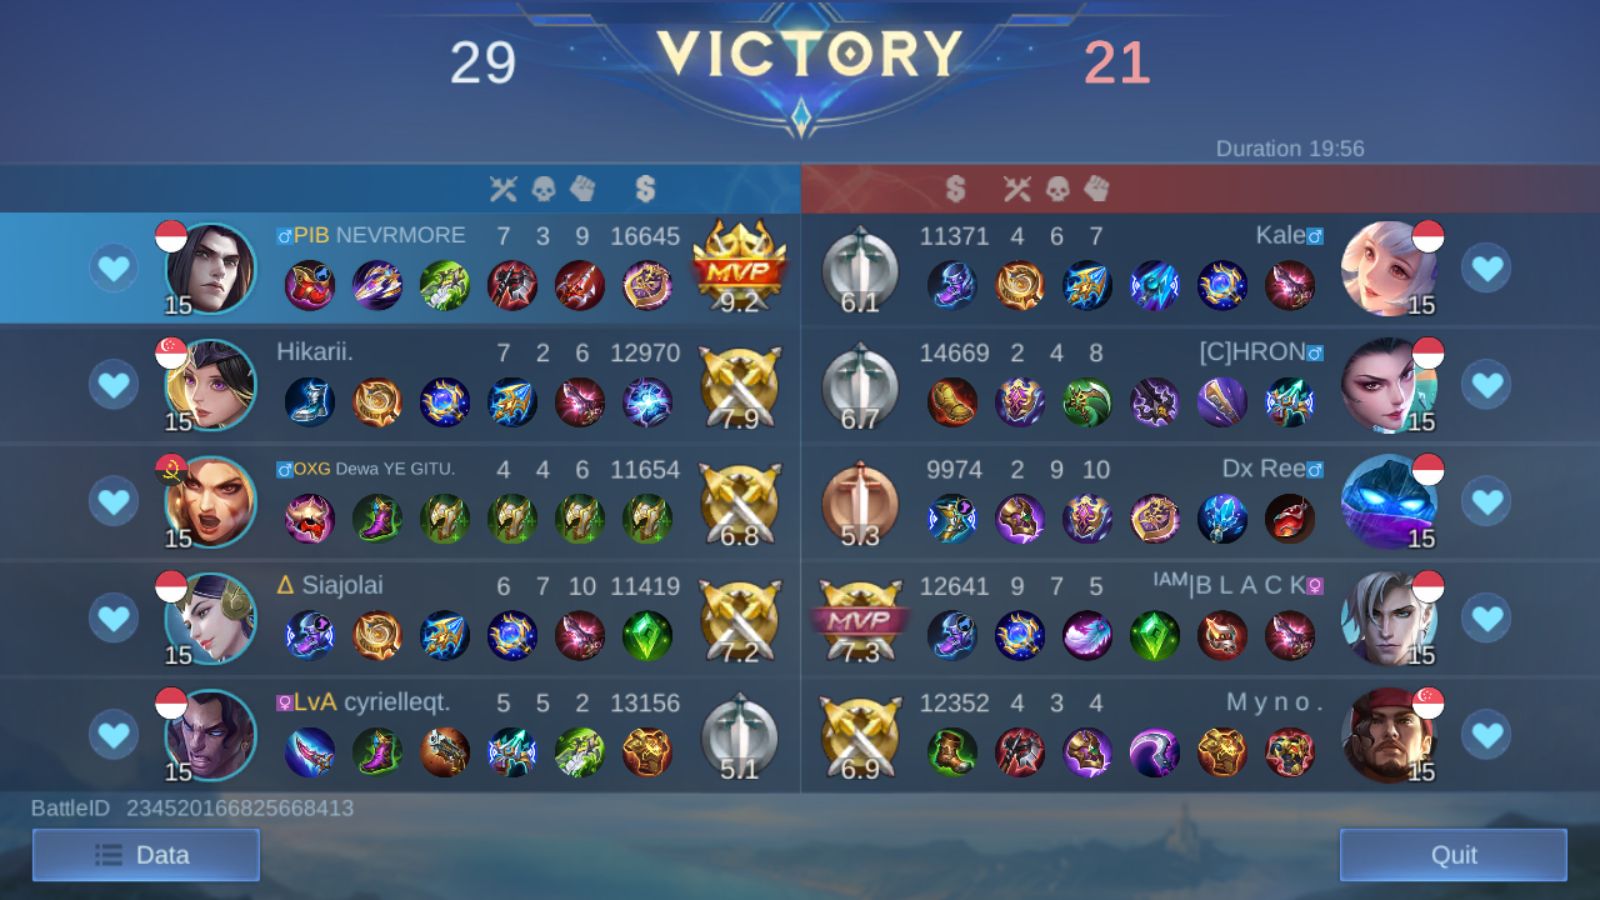 29 VICTORY 21
Duration 19:56
PIB NEVRMORE 7 3 9 16645 MVP 9.2 15
6.1 11371 4 6 7 Kale 15
Hikarii. 7 2 6 12970 7.9 15
6.7 14669 2 4 8 [C]HRON 15
OXG Dewa YE GITU. 4 4 6 11654 6.8 15
5.3 9974 2 9 10 Dx Ree 15
Δ Siajolai 6 7 10 11419 7.2 15
MVP 7.3 12641 9 7 5 ᴵᴬᴹ|B L A C K 15
LvA cyrielleqt. 5 5 2 13156 5.1 15
6.9 12352 4 3 4 M y n o . 15
BattleID 234520166825668413
Data
Quit